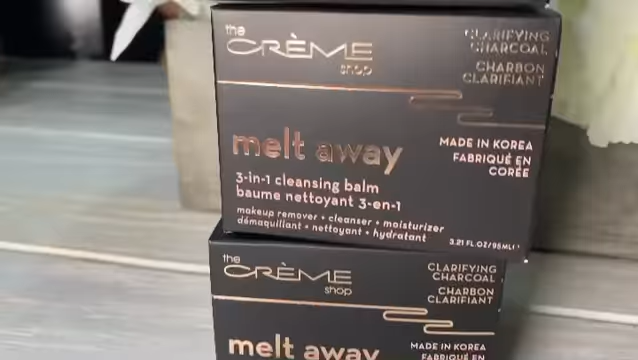 the
CRÈME
shop
CLARIFYING
CHARCOAL
CHARBON
CLARIFIANT
melt away
MADE IN KOREA
FABRIQUÉ EN
CORÉE
3-in-1 cleansing balm
baume nettoyant 3-en-1
makeup remover • cleanser • moisturizer
démaquillant • nettoyant • hydratant
3.21 FL.OZ/95ML
the
CRÈME
shop
CLARIFYING
CHARCOAL
CHARBON
CLARIFIANT
melt away
MADE IN KOREA
FABRIQUÉ EN